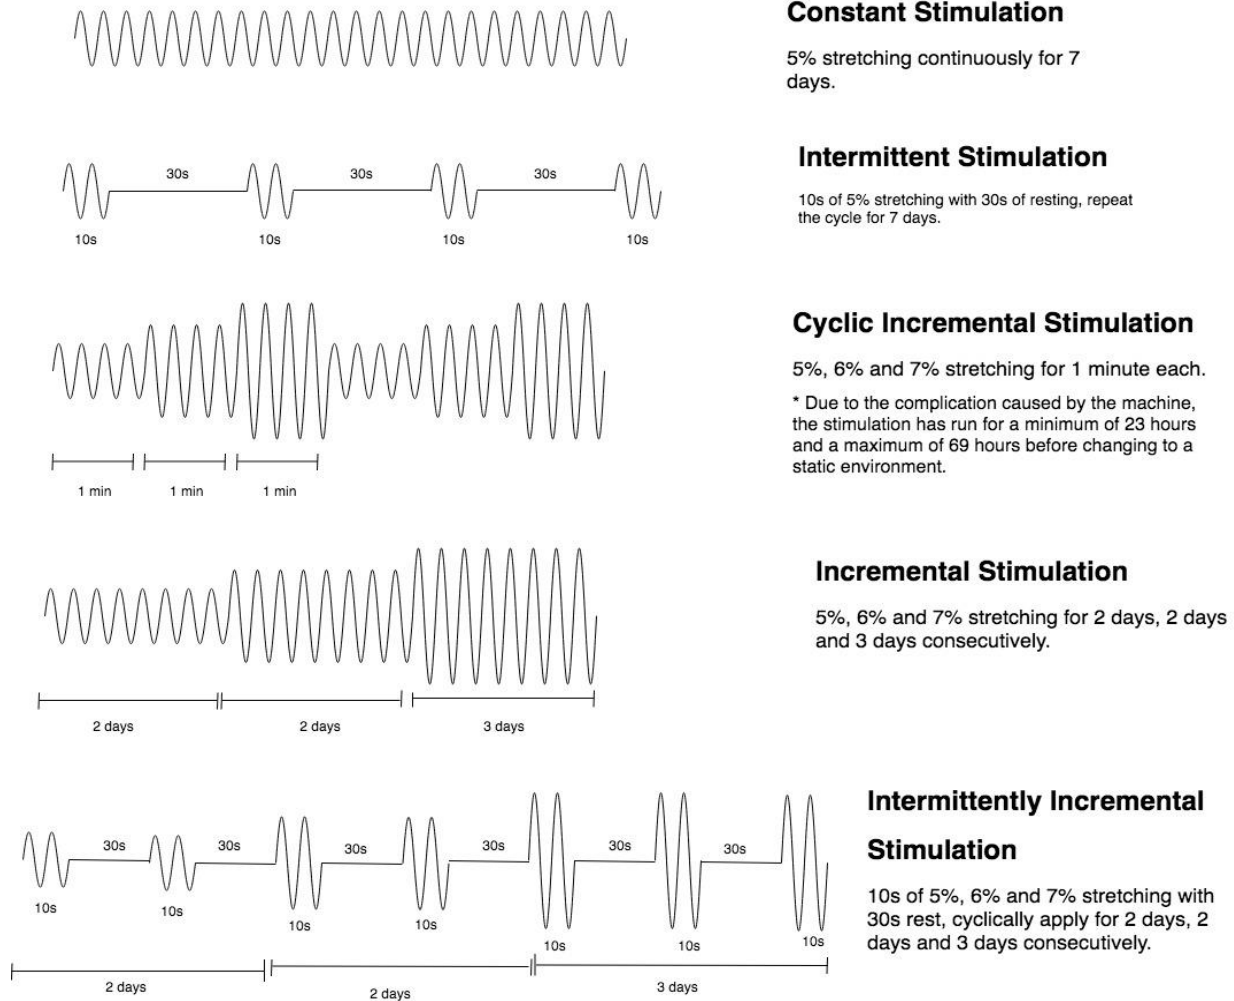 Constant Stimulation
5% stretching continuously for 7
days.
Intermittent Stimulation
30s
30s
30s
10s of 5% stretching with 30s of resting, repeat
the cycle for 7 days.
10s
10s
10s
10s
Cyclic Incremental Stimulation
5%, 6% and 7% stretching for 1 minute each.
* Due to the complication caused by the machine,
the stimulation has run for a minimum of 23 hours
and a maximum of 69 hours before changing to a
static environment.
1 min
1 min
1 min
Incremental Stimulation
5%, 6% and 7% stretching for 2 days, 2 days
and 3 days consecutively.
2 days
2 days
3 days
Intermittently Incremental
Stimulation
10s of 5%, 6% and 7% stretching with
30s rest, cyclically apply for 2 days, 2
days and 3 days consecutively.
30s
30s
30s
30s
30s
30s
10s
10s
10s
10s
10s
10s
10s
2 days
2 days
3 days